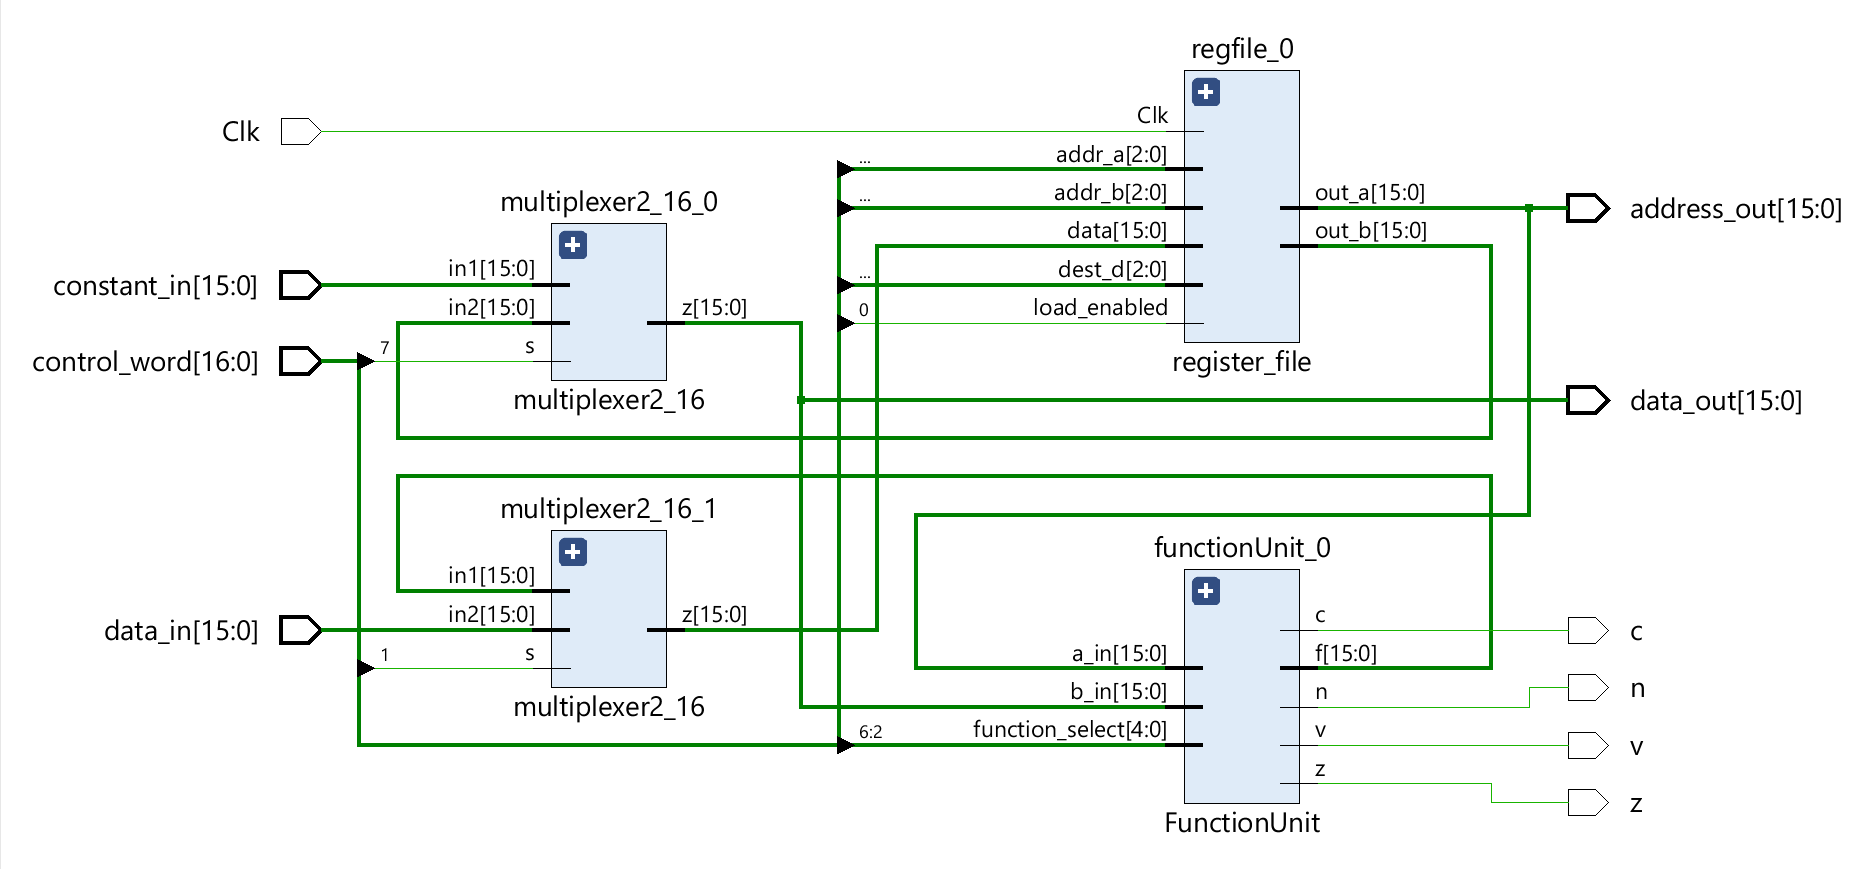 regfile_0
Clk
Clk
...
addr_a[2:0]
...
addr_b[2:0]
data[15:0]
...
dest_d[2:0]
0
load_enabled
out_a[15:0]
out_b[15:0]
register_file
address_out[15:0]
data_out[15:0]
multiplexer2_16_0
constant_in[15:0]
in1[15:0]
in2[15:0]
z[15:0]
control_word[16:0]
7
s
multiplexer2_16
multiplexer2_16_1
in1[15:0]
data_in[15:0]
in2[15:0]
z[15:0]
1
s
multiplexer2_16
functionUnit_0
a_in[15:0]
b_in[15:0]
6:2
function_select[4:0]
c
f[15:0]
n
v
z
FunctionUnit
c
n
v
z